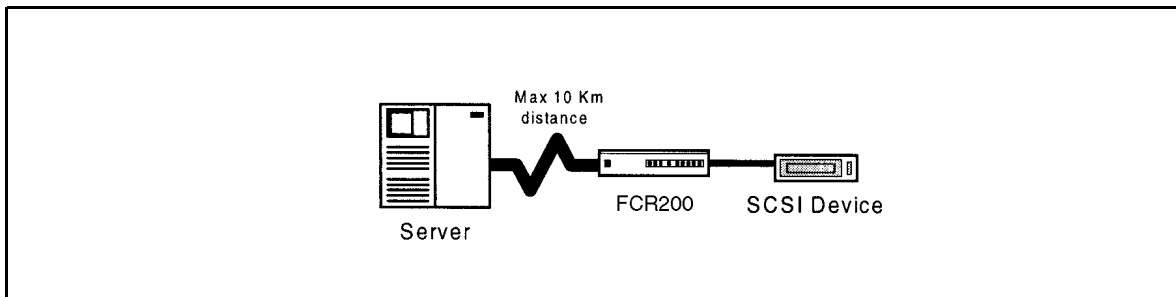 Max 10 Km
distance
FCR200
SCSI Device
Server